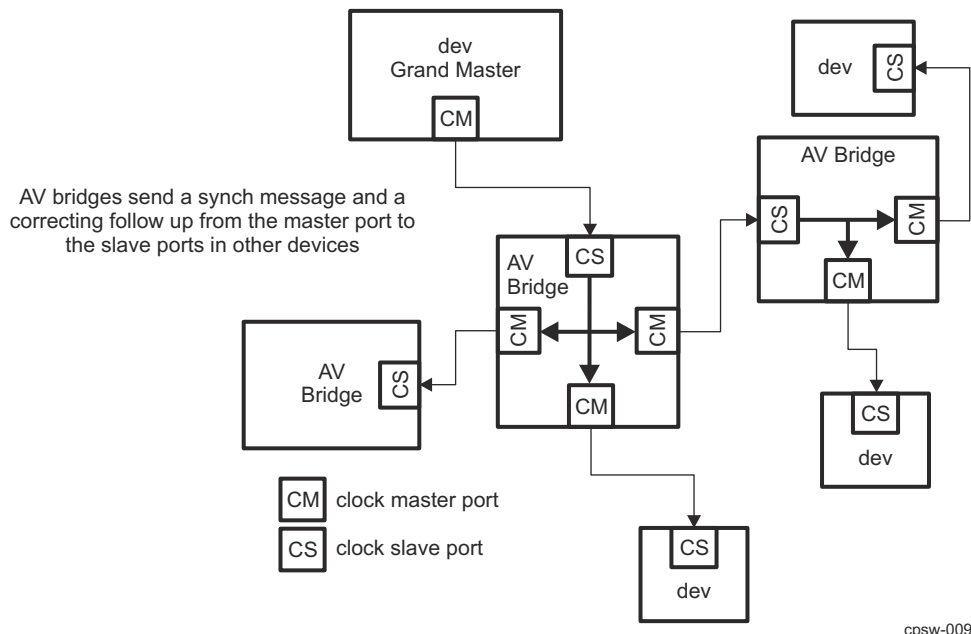 dev
Grand Master
CM
dev
CS
AV Bridge
CS
CM
CM
AV bridges send a synch message and a
correcting follow up from the master port to
the slave ports in other devices
AV
Bridge
CS
CM
CM
CM
AV
Bridge
CS
CS
dev
CM clock master port
CS clock slave port
CS
dev
cpsw-009